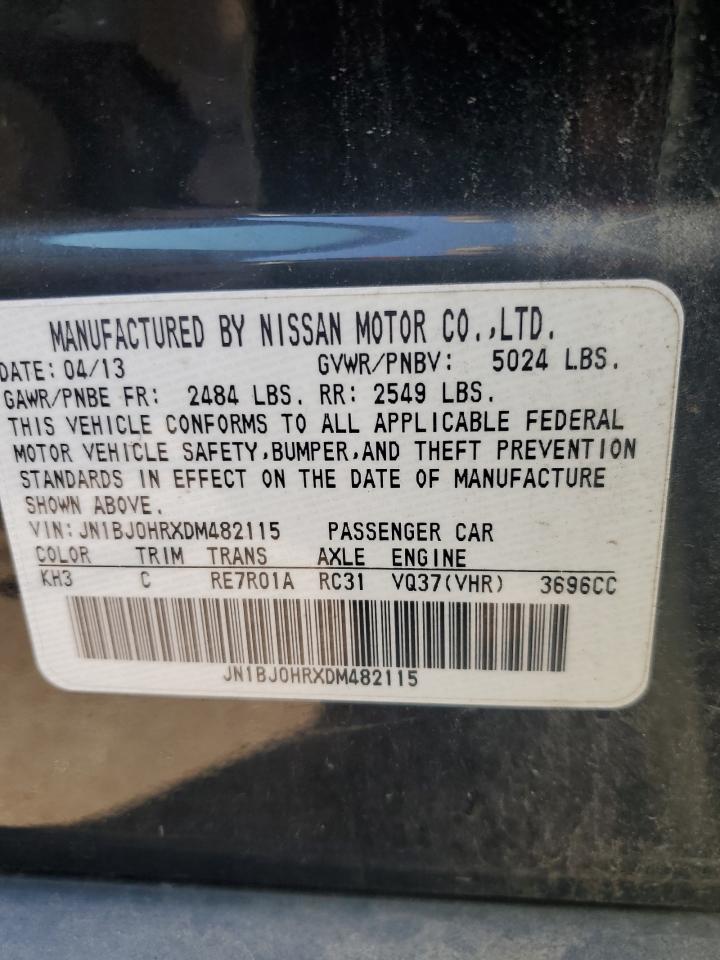 MANUFACTURED BY NISSAN MOTOR CO.,LTD.
DATE: 04/13 GVWR/PNBV: 5024 LBS.
GAWR/PNBE FR: 2484 LBS. RR: 2549 LBS.
THIS VEHICLE CONFORMS TO ALL APPLICABLE FEDERAL
MOTOR VEHICLE SAFETY,BUMPER,AND THEFT PREVENTION
STANDARDS IN EFFECT ON THE DATE OF MANUFACTURE
SHOWN ABOVE.
VIN:JN1BJ0HRXDM482115 PASSENGER CAR
COLOR TRIM TRANS AXLE ENGINE
KH3 C RE7R01A RC31 VQ37(VHR) 3696CC
JN1BJ0HRXDM482115